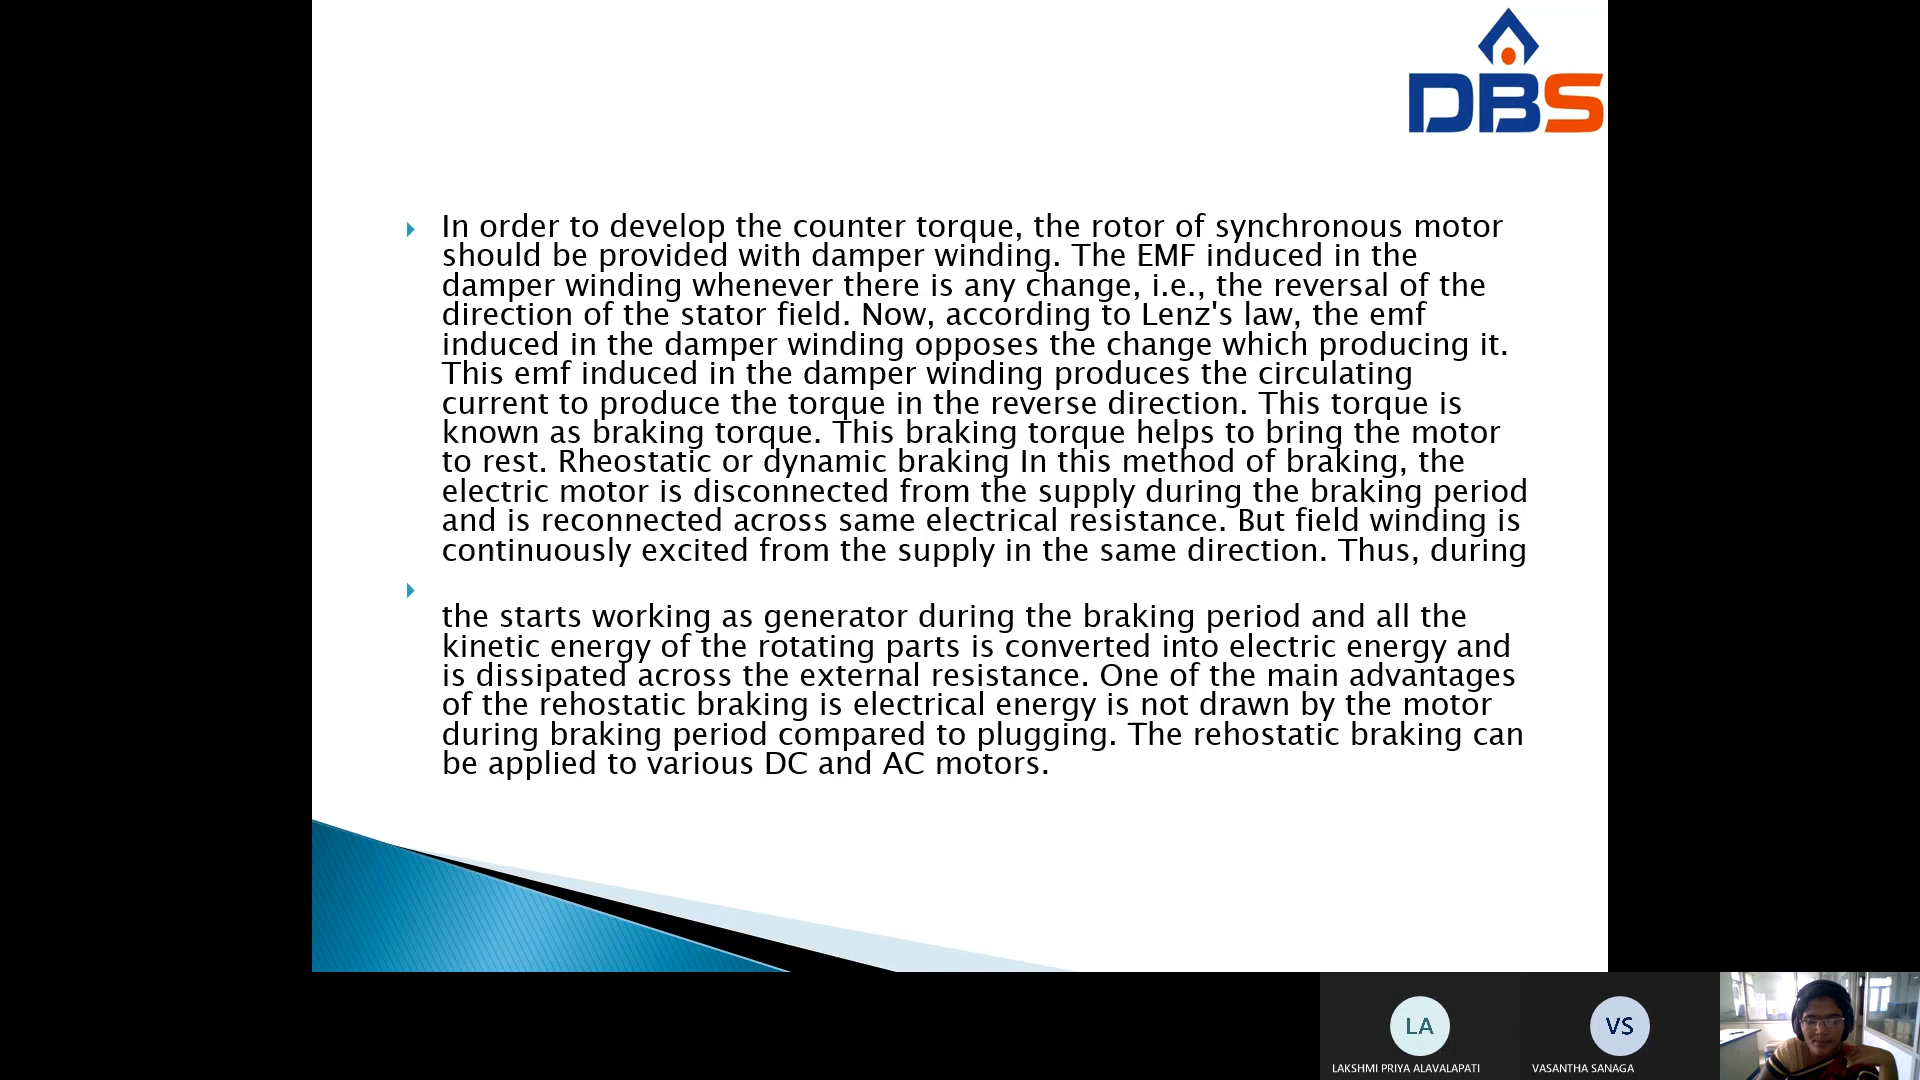 DBS
In order to develop the counter torque, the rotor of synchronous motor
should be provided with damper winding. The EMF induced in the
damper winding whenever there is any change, i.e., the reversal of the
direction of the stator field. Now, according to Lenz's law, the emf
induced in the damper winding opposes the change which producing it.
This emf induced in the damper winding produces the circulating
current to produce the torque in the reverse direction. This torque is
known as braking torque. This braking torque helps to bring the motor
to rest. Rheostatic or dynamic braking In this method of braking, the
electric motor is disconnected from the supply during the braking period
and is reconnected across same electrical resistance. But field winding is
continuously excited from the supply in the same direction. Thus, during
the starts working as generator during the braking period and all the
kinetic energy of the rotating parts is converted into electric energy and
is dissipated across the external resistance. One of the main advantages
of the rehostatic braking is electrical energy is not drawn by the motor
during braking period compared to plugging. The rehostatic braking can
be applied to various DC and AC motors.
LA
LAKSHMI PRIYA ALAVALAPATI
VS
VASANTHA SANAGA